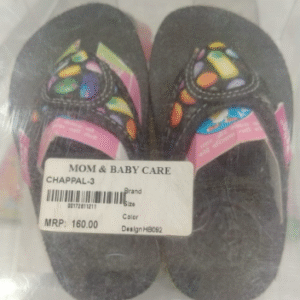 MOM & BABY CARE
CHAPPAL-3
Brand
Size
Color
MRP: 160.00
Design:HB092